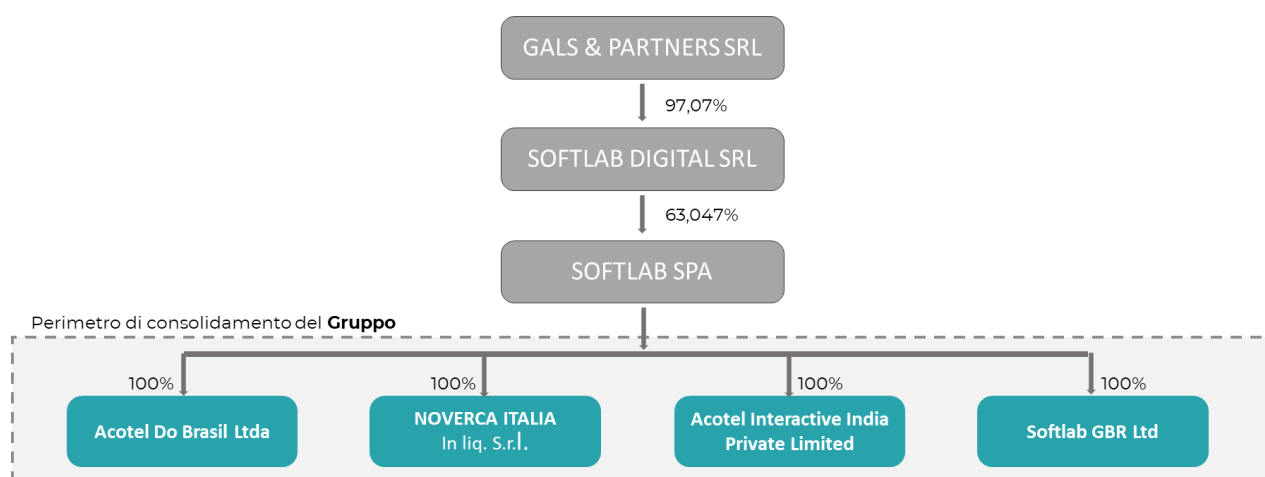 GALS & PARTNERS SRL
97,07%
SOFTLAB DIGITAL SRL
63,047%
SOFTLAB SPA
Perimetro di consolidamento del Gruppo
100%
100%
100%
100%
Acotel Do Brasil Ltda
NOVERCA ITALIA
In liq. S.r.l.
Acotel Interactive India
Private Limited
Softlab GBR Ltd